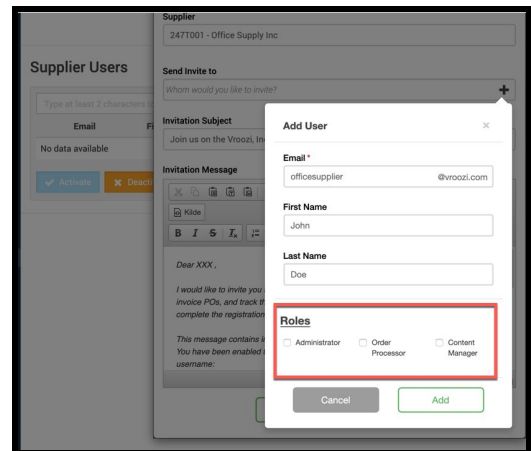 Supplier
247T001 - Office Supply Inc
Supplier Users
Send Invite to
Whom would you like to invite?
Type at least 2 characters
Email
No data available
Activate
Invitation Subject
Join us on the Vroozi,
Invitation Message
Kilde
B I S Ix
Dear XXX ,
I would like to invite you
invoice POs, and track
complete the registration
This message contains
You have been enabled
username:
Add User
×
Email *
officesupplier
@vroozi.com
First Name
John
Last Name
Doe
Roles
Administrator
Order
Processor
Content
Manager
Cancel
Add